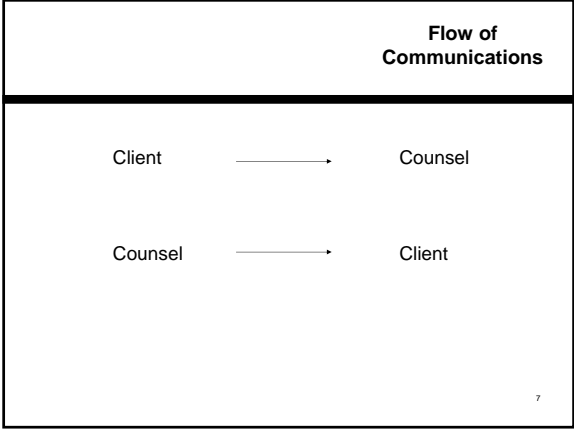 Flow of
Communications
Client Counsel
Counsel Client
7